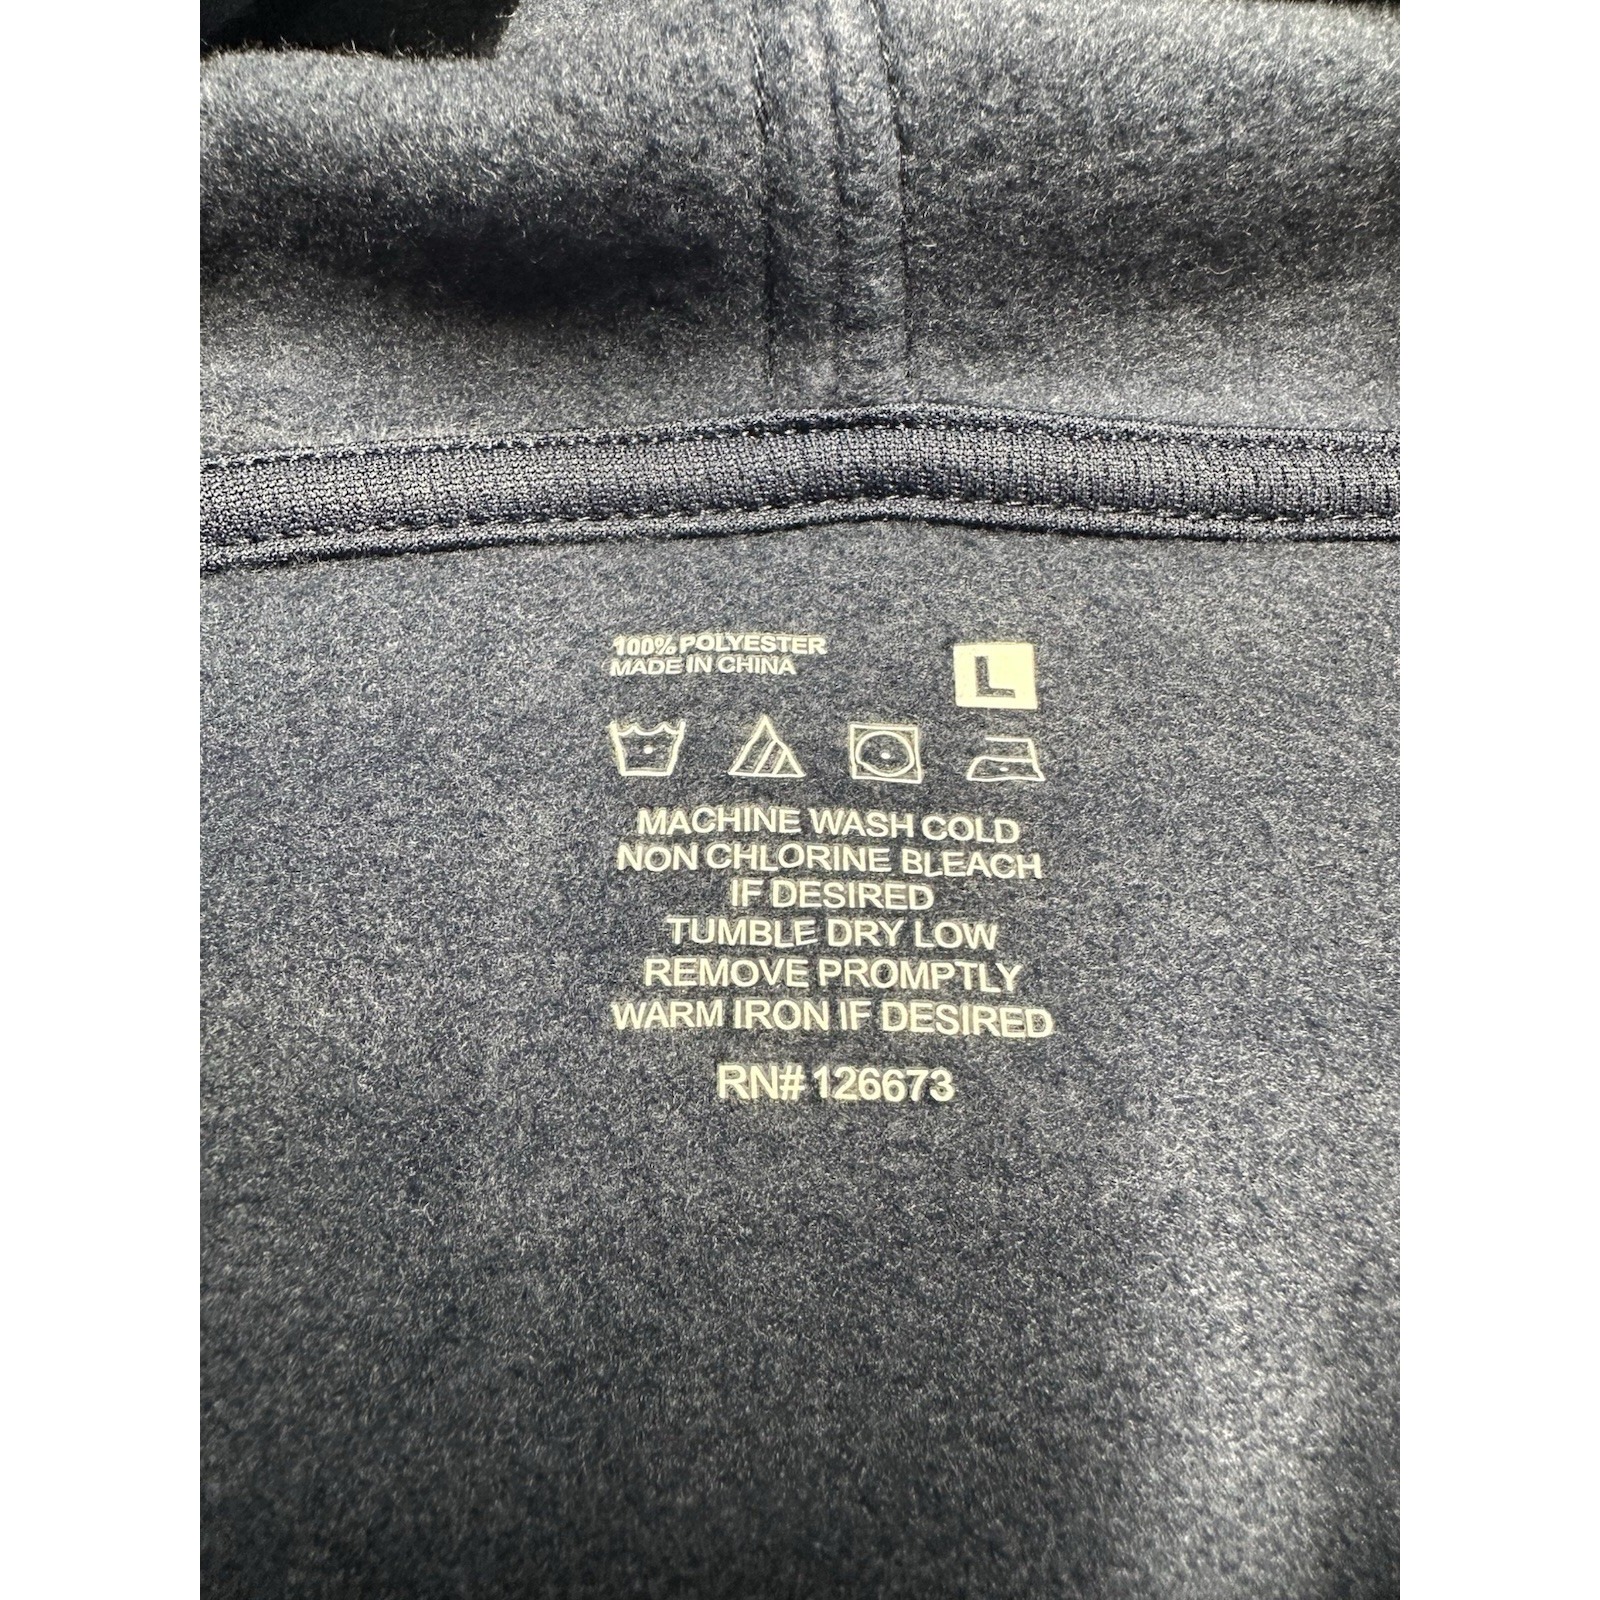 100% POLYESTER
MADE IN CHINA
L
MACHINE WASH COLD
NON CHLORINE BLEACH
IF DESIRED
TUMBLE DRY LOW
REMOVE PROMPTLY
WARM IRON IF DESIRED
RN# 126673